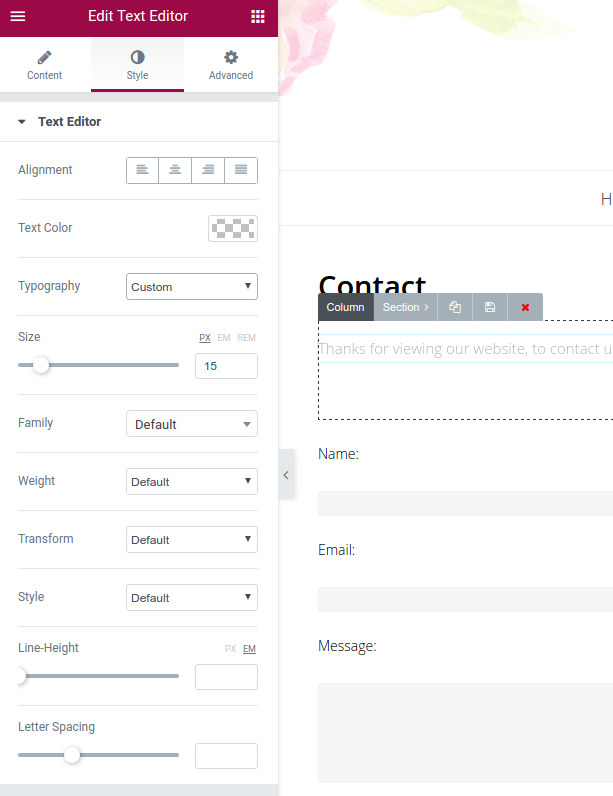 Edit Text Editor
Content
Style
Advanced
Text Editor
Alignment
Text Color
Typography
Custom
Size
PX EM REM
15
Family
Default
Weight
Default
Transform
Default
Style
Default
Line-Height
PX EM
Letter Spacing
H
Contact
Column
Section
Thanks for viewing our website, to contact u
Name:
Email:
Message: